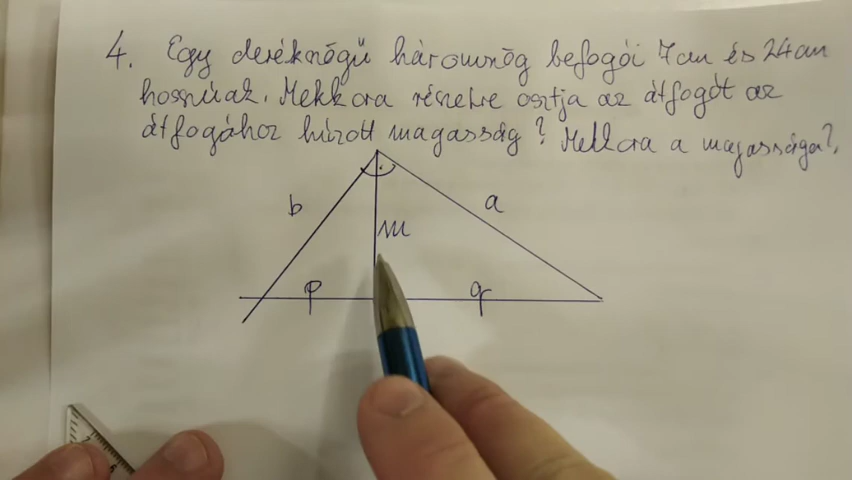 4. Egy derékszögű háromszög befogói 7cm és 24cm
hosszúak. Mekkora részekre osztja az átfogót az
átfogához húzott magasság? Mekkora a magassága?
b
a
m
p
q